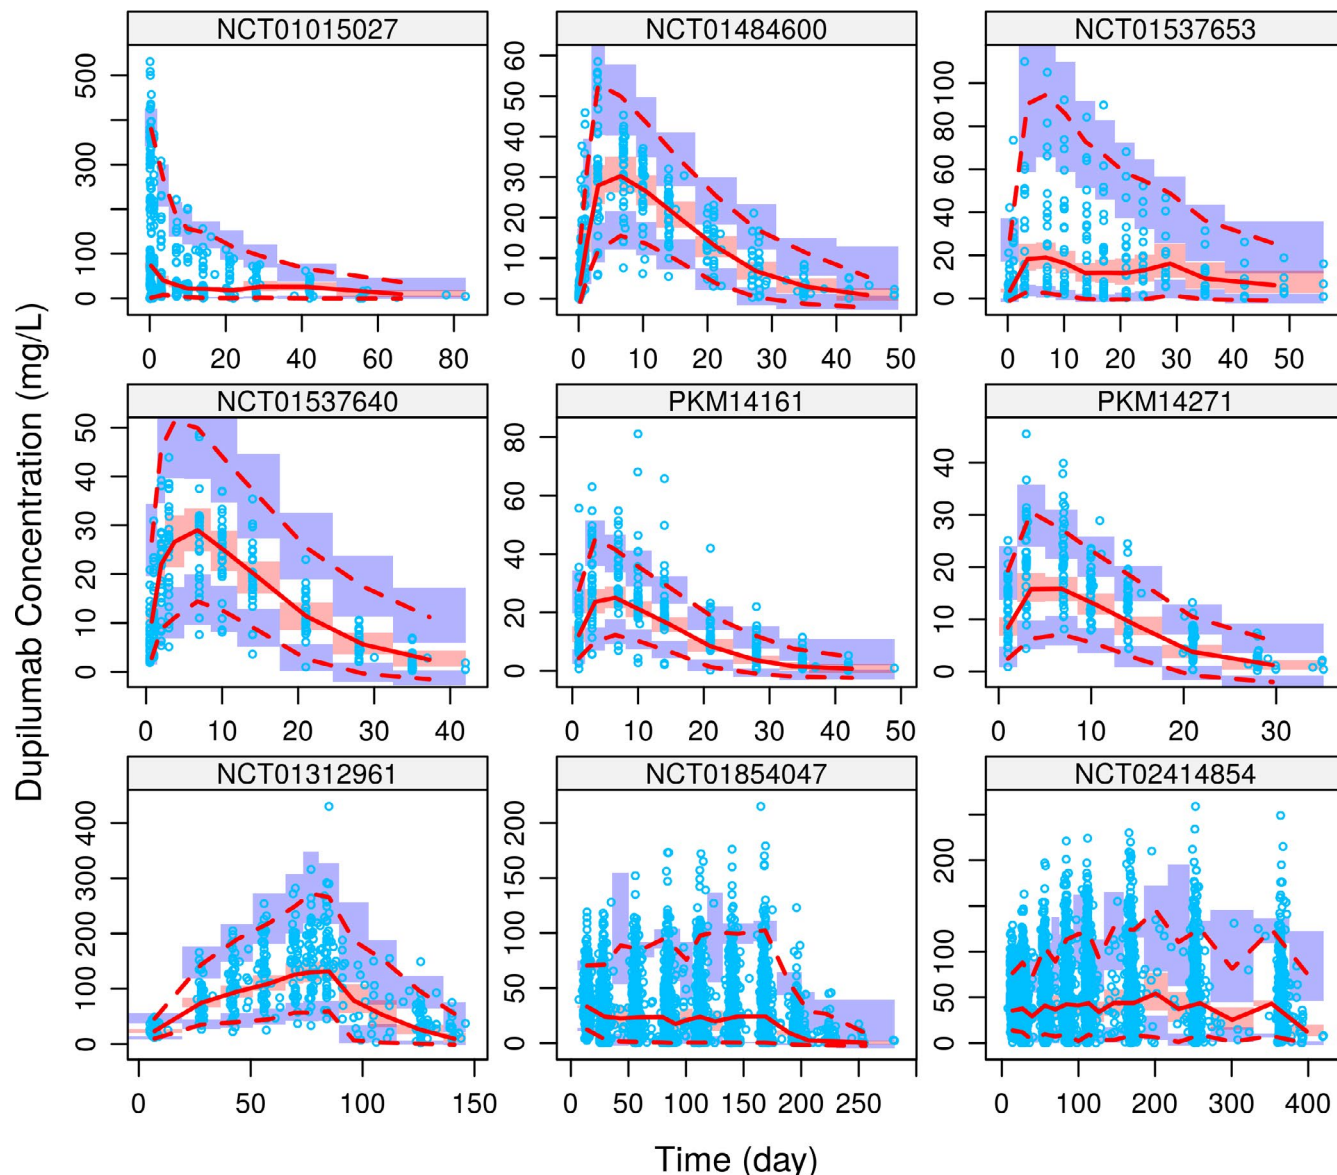 NCT01015027 NCT01484600 NCT01537653
0 100 300 500
0 10 20 30 40 50 60
0 20 40 60 80 100
0 20 40 60 80
0 10 20 30 40 50
0 10 20 30 40 50
NCT01537640 PKM14161 PKM14271
0 10 20 30 40 50
0 20 40 60 80
0 10 20 30 40
0 10 20 30 40
0 10 20 30 40 50
0 10 20 30
NCT01312961 NCT01854047 NCT02414854
0 100 200 300 400
0 50 100 150 200
0 50 100 200
0 50 100 150
0 50 100 150 200 250
0 100 200 300 400
Dupilumab Concentration (mg/L)
Time (day)